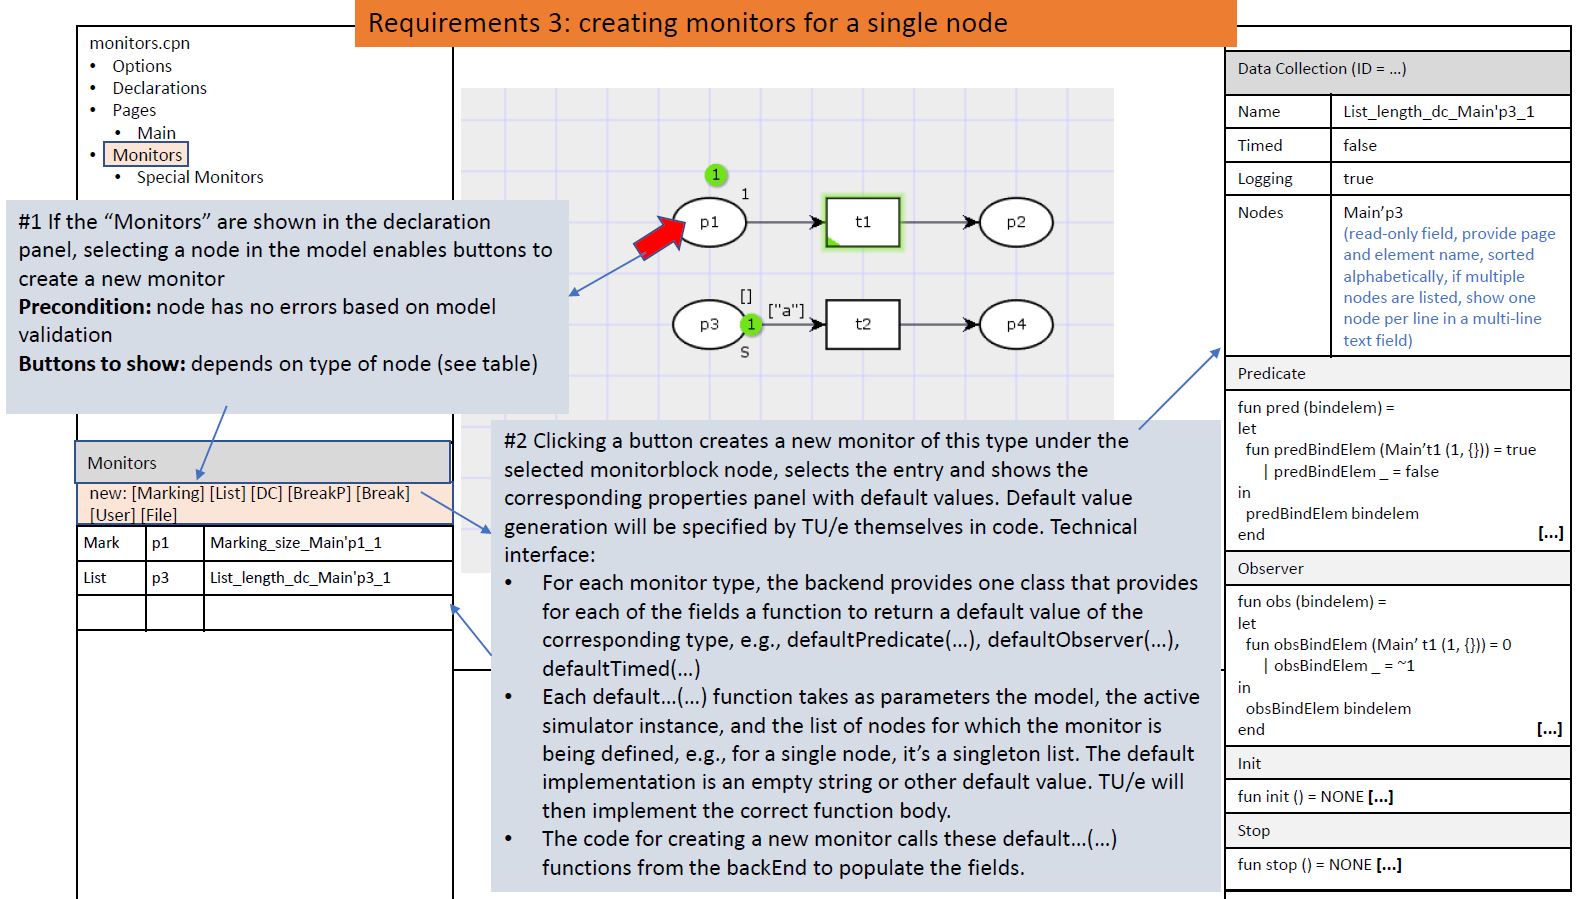 Requirements 3: creating monitors for a single node
monitors.cpn
• Options
• Declarations
• Pages
• Main
• Monitors
• Special Monitors
#1 If the “Monitors” are shown in the declaration
panel, selecting a node in the model enables buttons to
create a new monitor
Precondition: node has no errors based on model
validation
Buttons to show: depends on type of node (see table)
Monitors
new: [Marking] [List] [DC] [BreakP] [Break]
[User] [File]
Mark p1 Marking_size_Main'p1_1
List p3 List_length_dc_Main'p3_1
1
1
p1 t1 p2
[]
["a"]
p3 1 t2 p4
S
#2 Clicking a button creates a new monitor of this type under the
selected monitorblock node, selects the entry and shows the
corresponding properties panel with default values. Default value
generation will be specified by TU/e themselves in code. Technical
interface:
• For each monitor type, the backend provides one class that provides
for each of the fields a function to return a default value of the
corresponding type, e.g., defaultPredicate(…), defaultObserver(…),
defaultTimed(…)
• Each default…(…) function takes as parameters the model, the active
simulator instance, and the list of nodes for which the monitor is
being defined, e.g., for a single node, it’s a singleton list. The default
implementation is an empty string or other default value. TU/e will
then implement the correct function body.
• The code for creating a new monitor calls these default…(…)
functions from the backEnd to populate the fields.
Data Collection (ID = …)
Name List_length_dc_Main'p3_1
Timed false
Logging true
Nodes Main’p3
(read-only field, provide page
and element name, sorted
alphabetically, if multiple
nodes are listed, show one
node per line in a multi-line
text field)
Predicate
fun pred (bindelem) =
let
fun predBindElem (Main’t1 (1, {})) = true
| predBindElem _ = false
in
predBindElem bindelem
end [...]
Observer
fun obs (bindelem) =
let
fun obsBindElem (Main’ t1 (1, {})) = 0
| obsBindElem _ = ~1
in
obsBindElem bindelem
end [...]
Init
fun init () = NONE [...]
Stop
fun stop () = NONE [...]